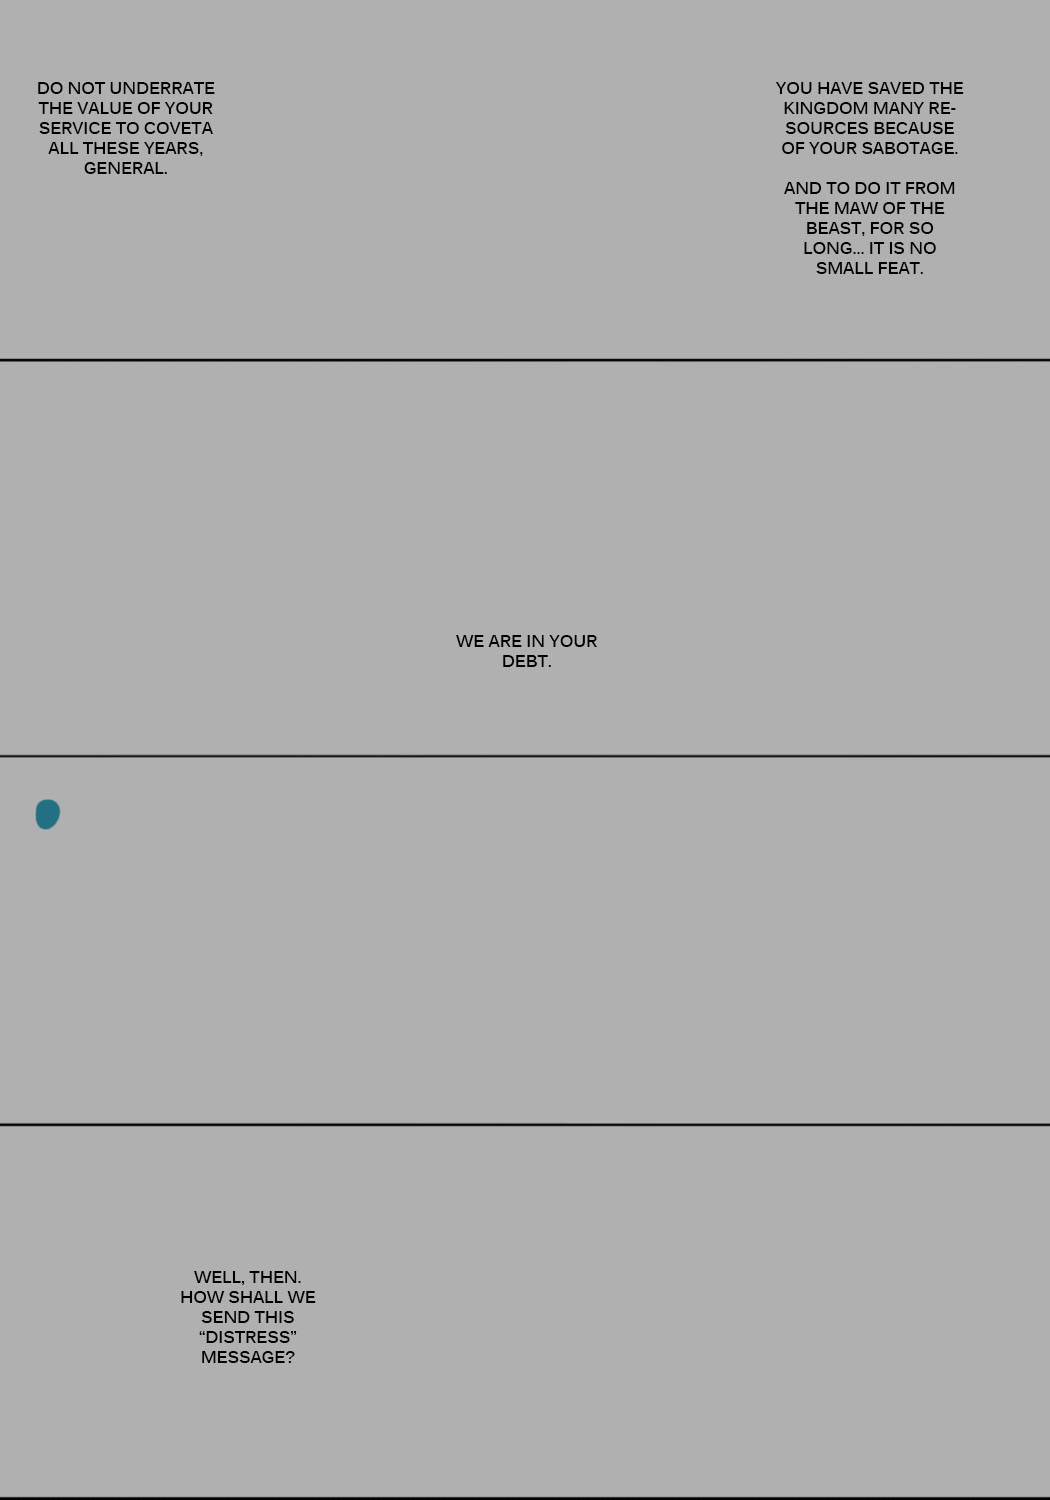 DO NOT UNDERRATE
THE VALUE OF YOUR
SERVICE TO COVETA
ALL THESE YEARS,
GENERAL.
YOU HAVE SAVED THE
KINGDOM MANY RE-
SOURCES BECAUSE
OF YOUR SABOTAGE.
AND TO DO IT FROM
THE MAW OF THE
BEAST, FOR SO
LONG... IT IS NO
SMALL FEAT.
WE ARE IN YOUR
DEBT.
WELL, THEN.
HOW SHALL WE
SEND THIS
“DISTRESS”
MESSAGE?